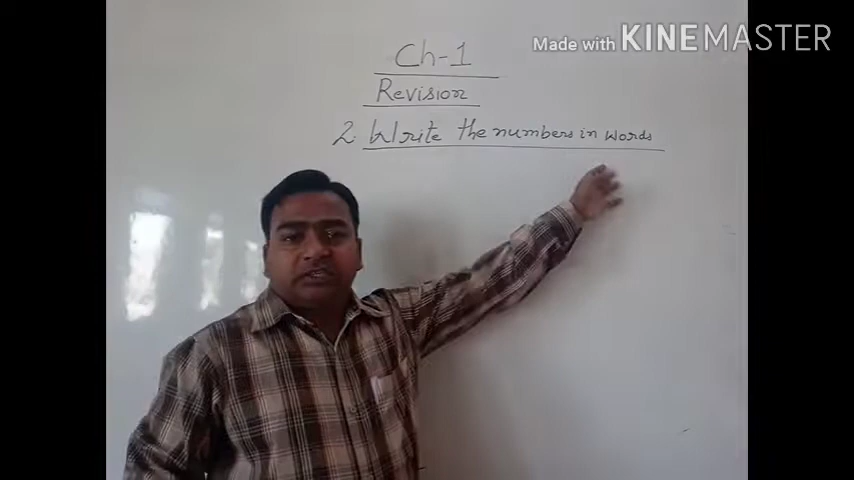 Made with KINEMASTER
Ch-1
Revision
2. Write the numbers in words